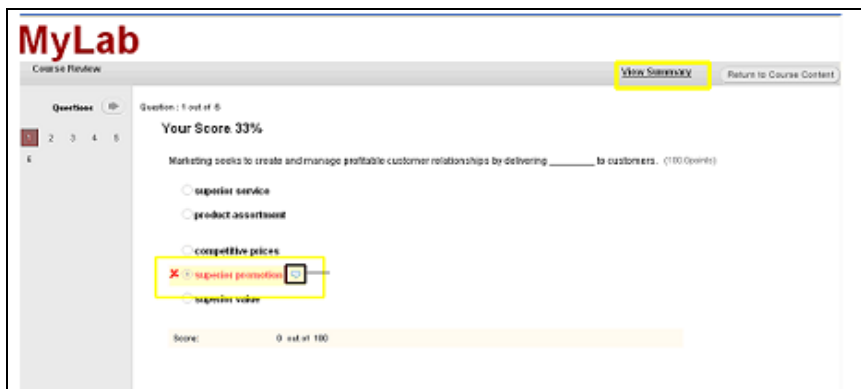 MyLab
Course Review
View Summary
Return to Course Content
Questions
Question : 1 out of 6
1 2 3 4 5
6
Your Score: 33%
Marketing seeks to create and manage profitable customer relationships by delivering ________ to customers. (100.0points)
superior service
product assortment
competitive prices
superior promotion
superior value
Score: 0 out of 100